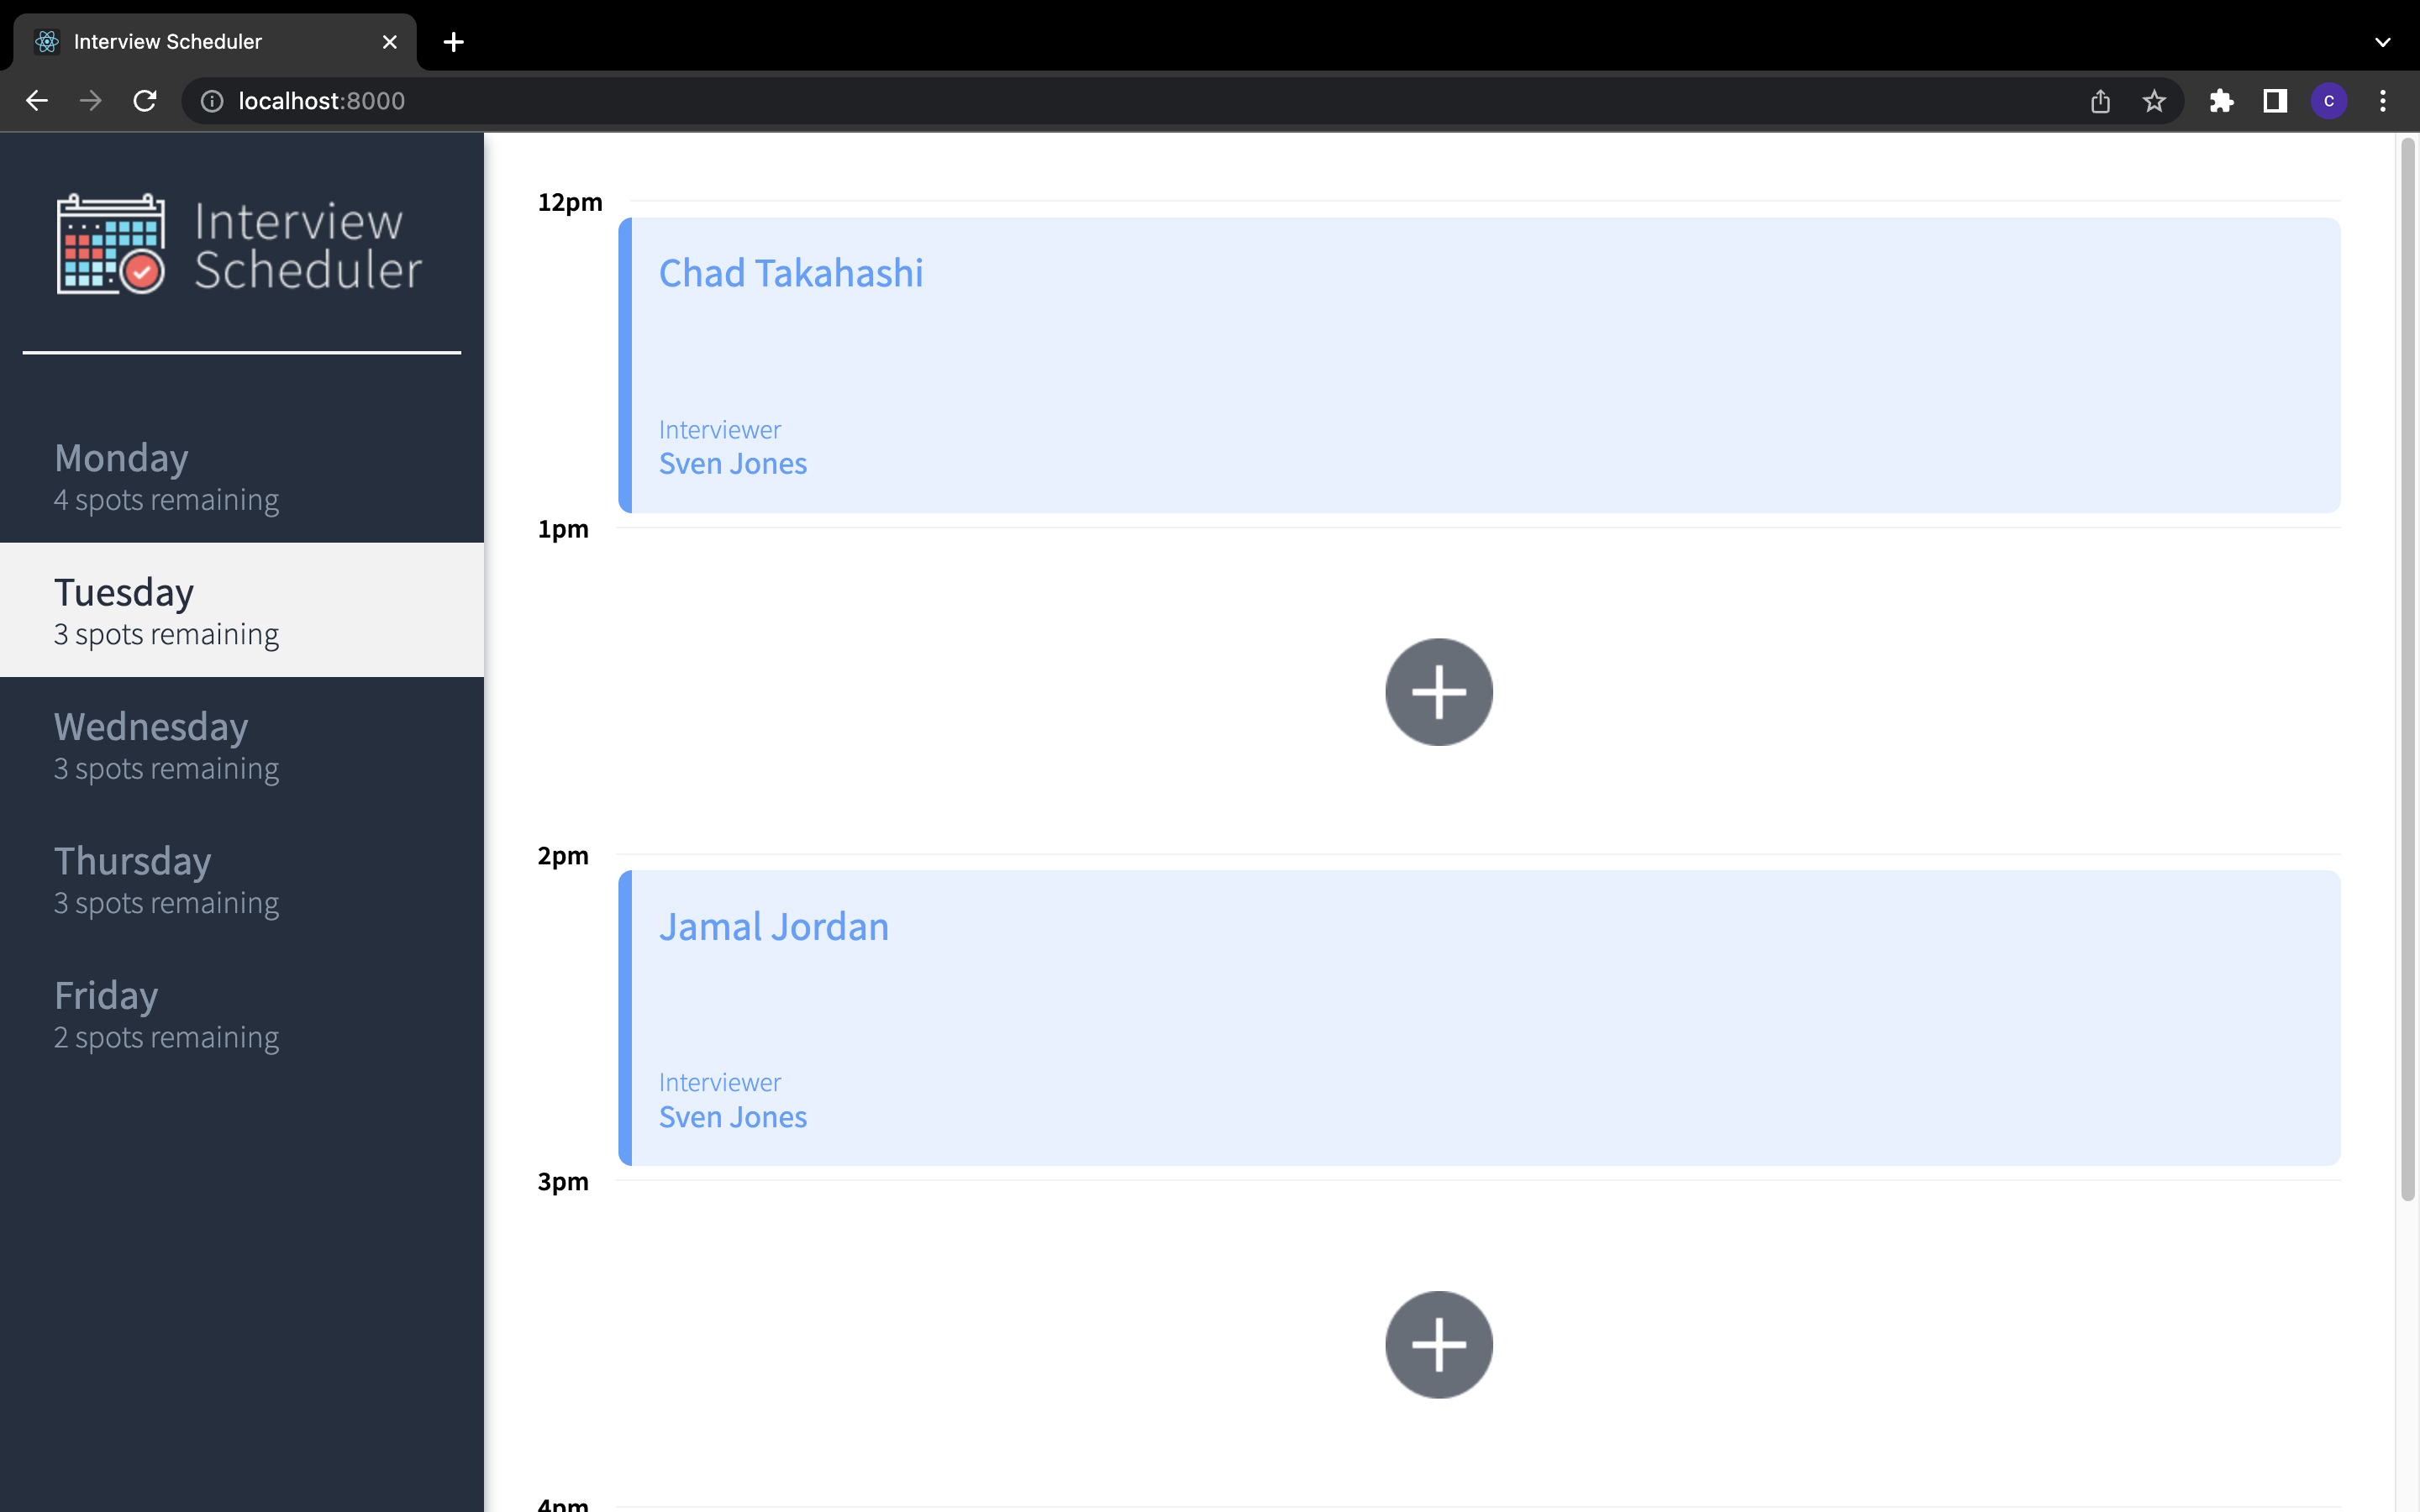 Interview Scheduler
localhost:8000
C
Interview
Scheduler
Monday
4 spots remaining
Tuesday
3 spots remaining
Wednesday
3 spots remaining
Thursday
3 spots remaining
Friday
2 spots remaining
12pm
Chad Takahashi
Interviewer
Sven Jones
1pm
2pm
Jamal Jordan
Interviewer
Sven Jones
3pm
4pm